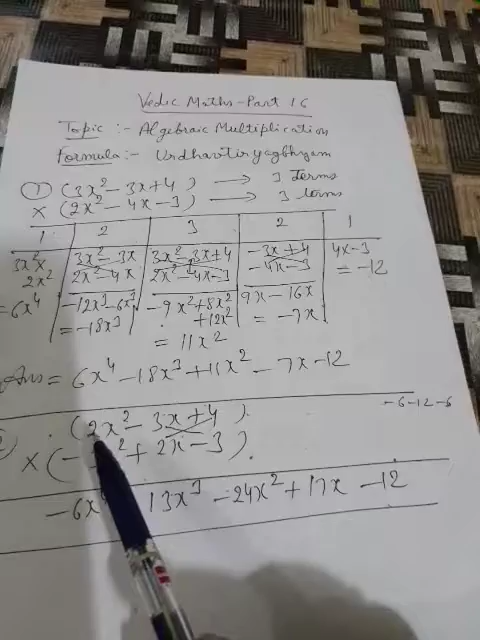 Vedic Maths-Part 16
Topic :- Algebraic Multiplication
Formula:- Urdhavtiryagbhyam
① (3x² - 3x + 4) → 3 terms
× (2x² - 4x - 3) → 3 terms
1 2 3 2 1
3x² × 3x² - 3x 3x² - 3x + 4 - 3x + 4 4x - 3
2x² 2x² - 4x 2x² - 4x - 3 - 4x - 3 = -12
= 6x⁴ -12x³ - 6x³ - 9x² + 8x² 9x - 16x
= -18x³ + 12x² = -7x
= 11x²
Ans = 6x⁴ - 18x³ + 11x² - 7x - 12
-6-12-6
(2x² - 3x + 4).
× (- ² + 2x - 3).
- 6x 13x³ - 24x² + 17x - 12